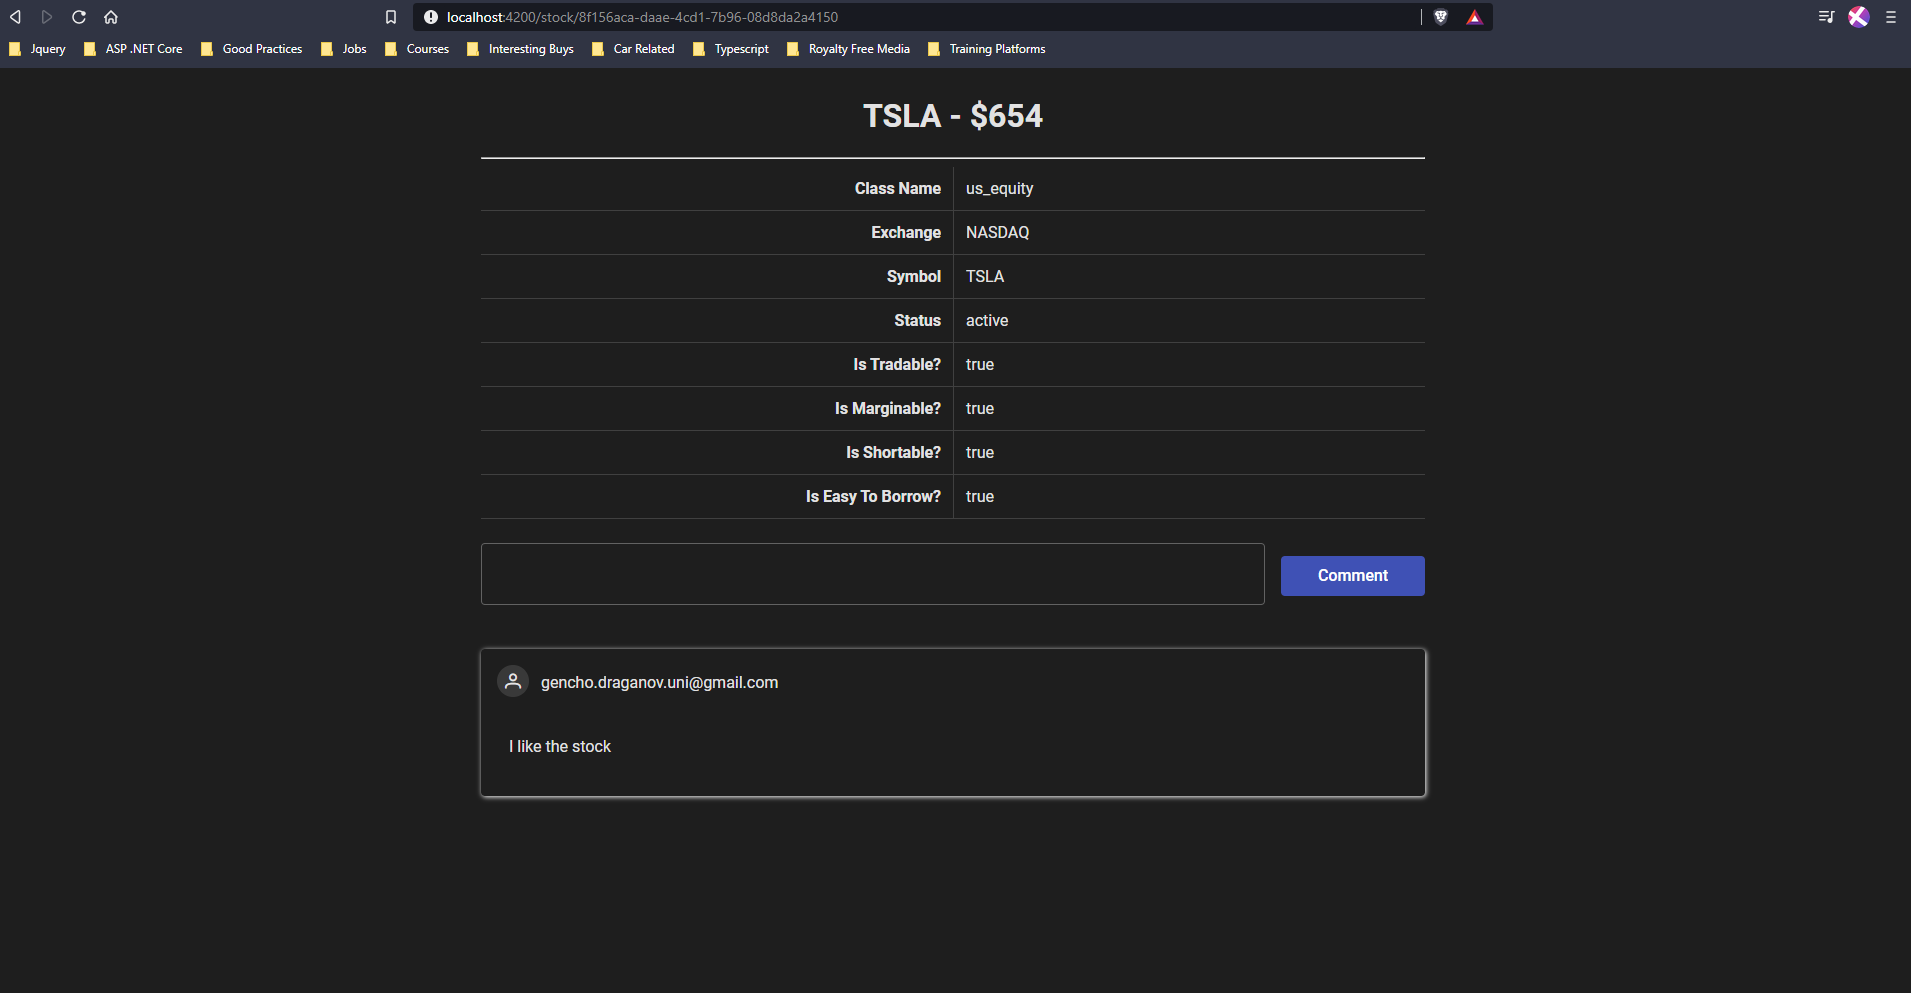 localhost:4200/stock/8f156aca-daae-4cd1-7b96-08d8da2a4150
Jquery ASP .NET Core Good Practices Jobs Courses Interesting Buys Car Related Typescript Royalty Free Media Training Platforms
TSLA - $654
Class Name us_equity
Exchange NASDAQ
Symbol TSLA
Status active
Is Tradable? true
Is Marginable? true
Is Shortable? true
Is Easy To Borrow? true
Comment
gencho.draganov.uni@gmail.com
I like the stock